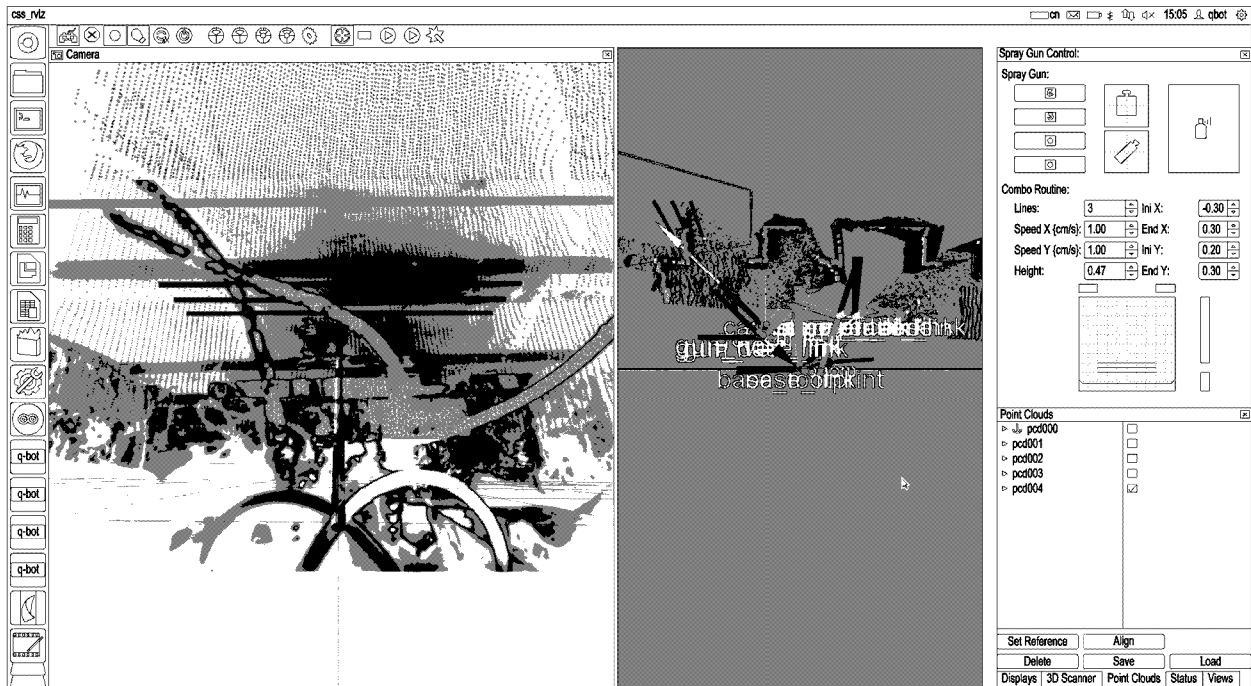 css_rviz
cn 15:05 qbot
Camera
Spray Gun Control:
Spray Gun:
Combo Routine:
Lines: 3 Ini X: -0.30
Speed X {cm/s}: 1.00 End X: 0.30
Speed Y {cm/s}: 1.00 Ini Y: 0.20
Height: 0.47 End Y: 0.30
q-bot
q-bot
q-bot
q-bot
Point Clouds
pcd000
pcd001
pcd002
pcd003
pcd004
Set Reference Align
Delete Save Load
Displays 3D Scanner Point Clouds Status Views